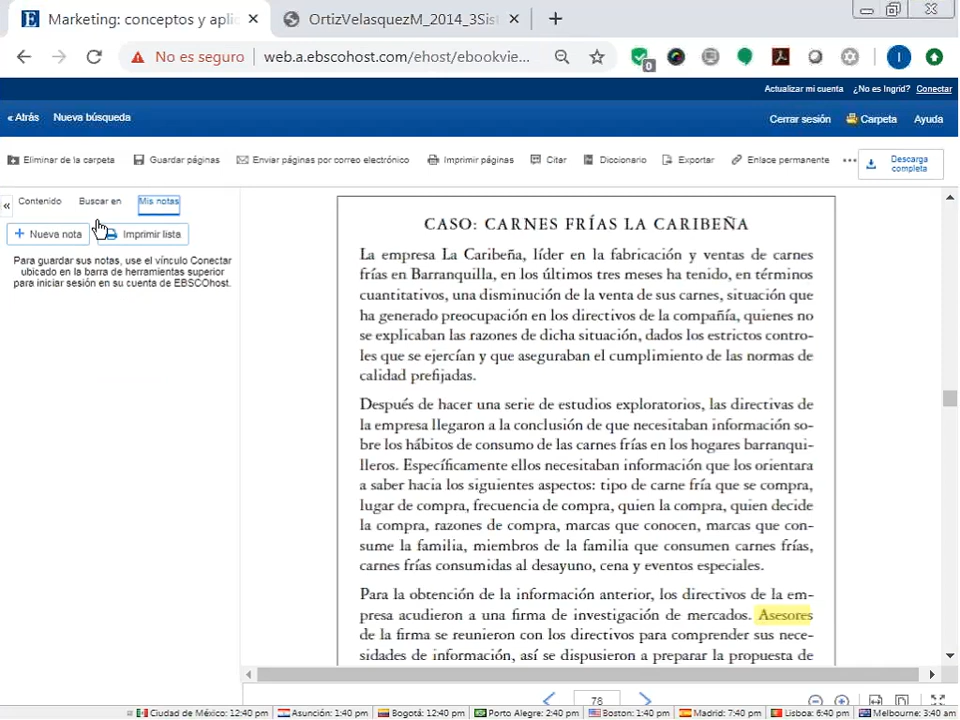 Marketing: conceptos y aplic
OrtizVelasquezM_2014_3Sis
No es seguro
web.a.ebscohost.com/ehost/ebookvie...
0
I
Actualizar mi cuenta ¿No es Ingrid? Conectar
« Atrás Nueva búsqueda
Cerrar sesión Carpeta Ayuda
Eliminar de la carpeta Guardar páginas Enviar páginas por correo electrónico Imprimir páginas Citar Diccionario Exportar Enlace permanente ••• Descarga
completa
« Contenido Buscar en Mis notas
+ Nueva nota Imprimir lista
Para guardar sus notas, use el vínculo Conectar
ubicado en la barra de herramientas superior
para iniciar sesión en su cuenta de EBSCOhost.
CASO: CARNES FRÍAS LA CARIBEÑA
La empresa La Caribeña, líder en la fabricación y ventas de carnes
frías en Barranquilla, en los últimos tres meses ha tenido, en términos
cuantitativos, una disminución de la venta de sus carnes, situación que
ha generado preocupación en los directivos de la compañía, quienes no
se explicaban las razones de dicha situación, dados los estrictos contro-
les que se ejercían y que aseguraban el cumplimiento de las normas de
calidad prefijadas.
Después de hacer una serie de estudios exploratorios, las directivas de
la empresa llegaron a la conclusión de que necesitaban información so-
bre los hábitos de consumo de las carnes frías en los hogares barranqui-
lleros. Específicamente ellos necesitaban información que los orientara
a saber hacia los siguientes aspectos: tipo de carne fría que se compra,
lugar de compra, frecuencia de compra, quien la compra, quien decide
la compra, razones de compra, marcas que conocen, marcas que con-
sume la familia, miembros de la familia que consumen carnes frías,
carnes frías consumidas al desayuno, cena y eventos especiales.
Para la obtención de la información anterior, los directivos de la em-
presa acudieron a una firma de investigación de mercados. Asesores
de la firma se reunieron con los directivos para comprender sus nece-
sidades de información, así se dispusieron a preparar la propuesta de
78
Ciudad de México: 12:40 pm Asunción: 1:40 pm Bogotá: 12:40 pm Porto Alegre: 2:40 pm Boston: 1:40 pm Madrid: 7:40 pm Lisboa: 6:40 pm Melbourne: 3:40 am